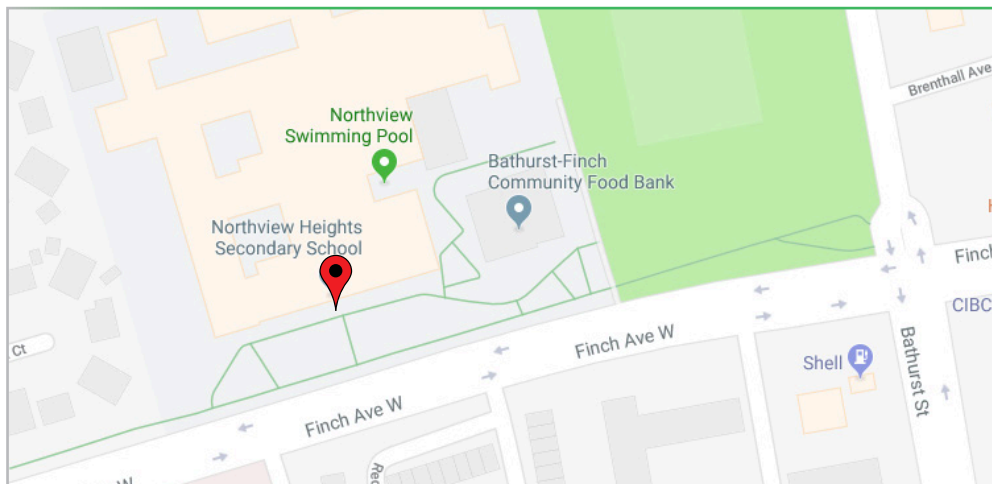 Brenthall Ave
Northview
Swimming Pool
Bathurst-Finch
Community Food Bank
Northview Heights
Secondary School
Finch
CIBC
Finch Ave W
Shell
Bathurst St
Ct
Finch Ave W
W